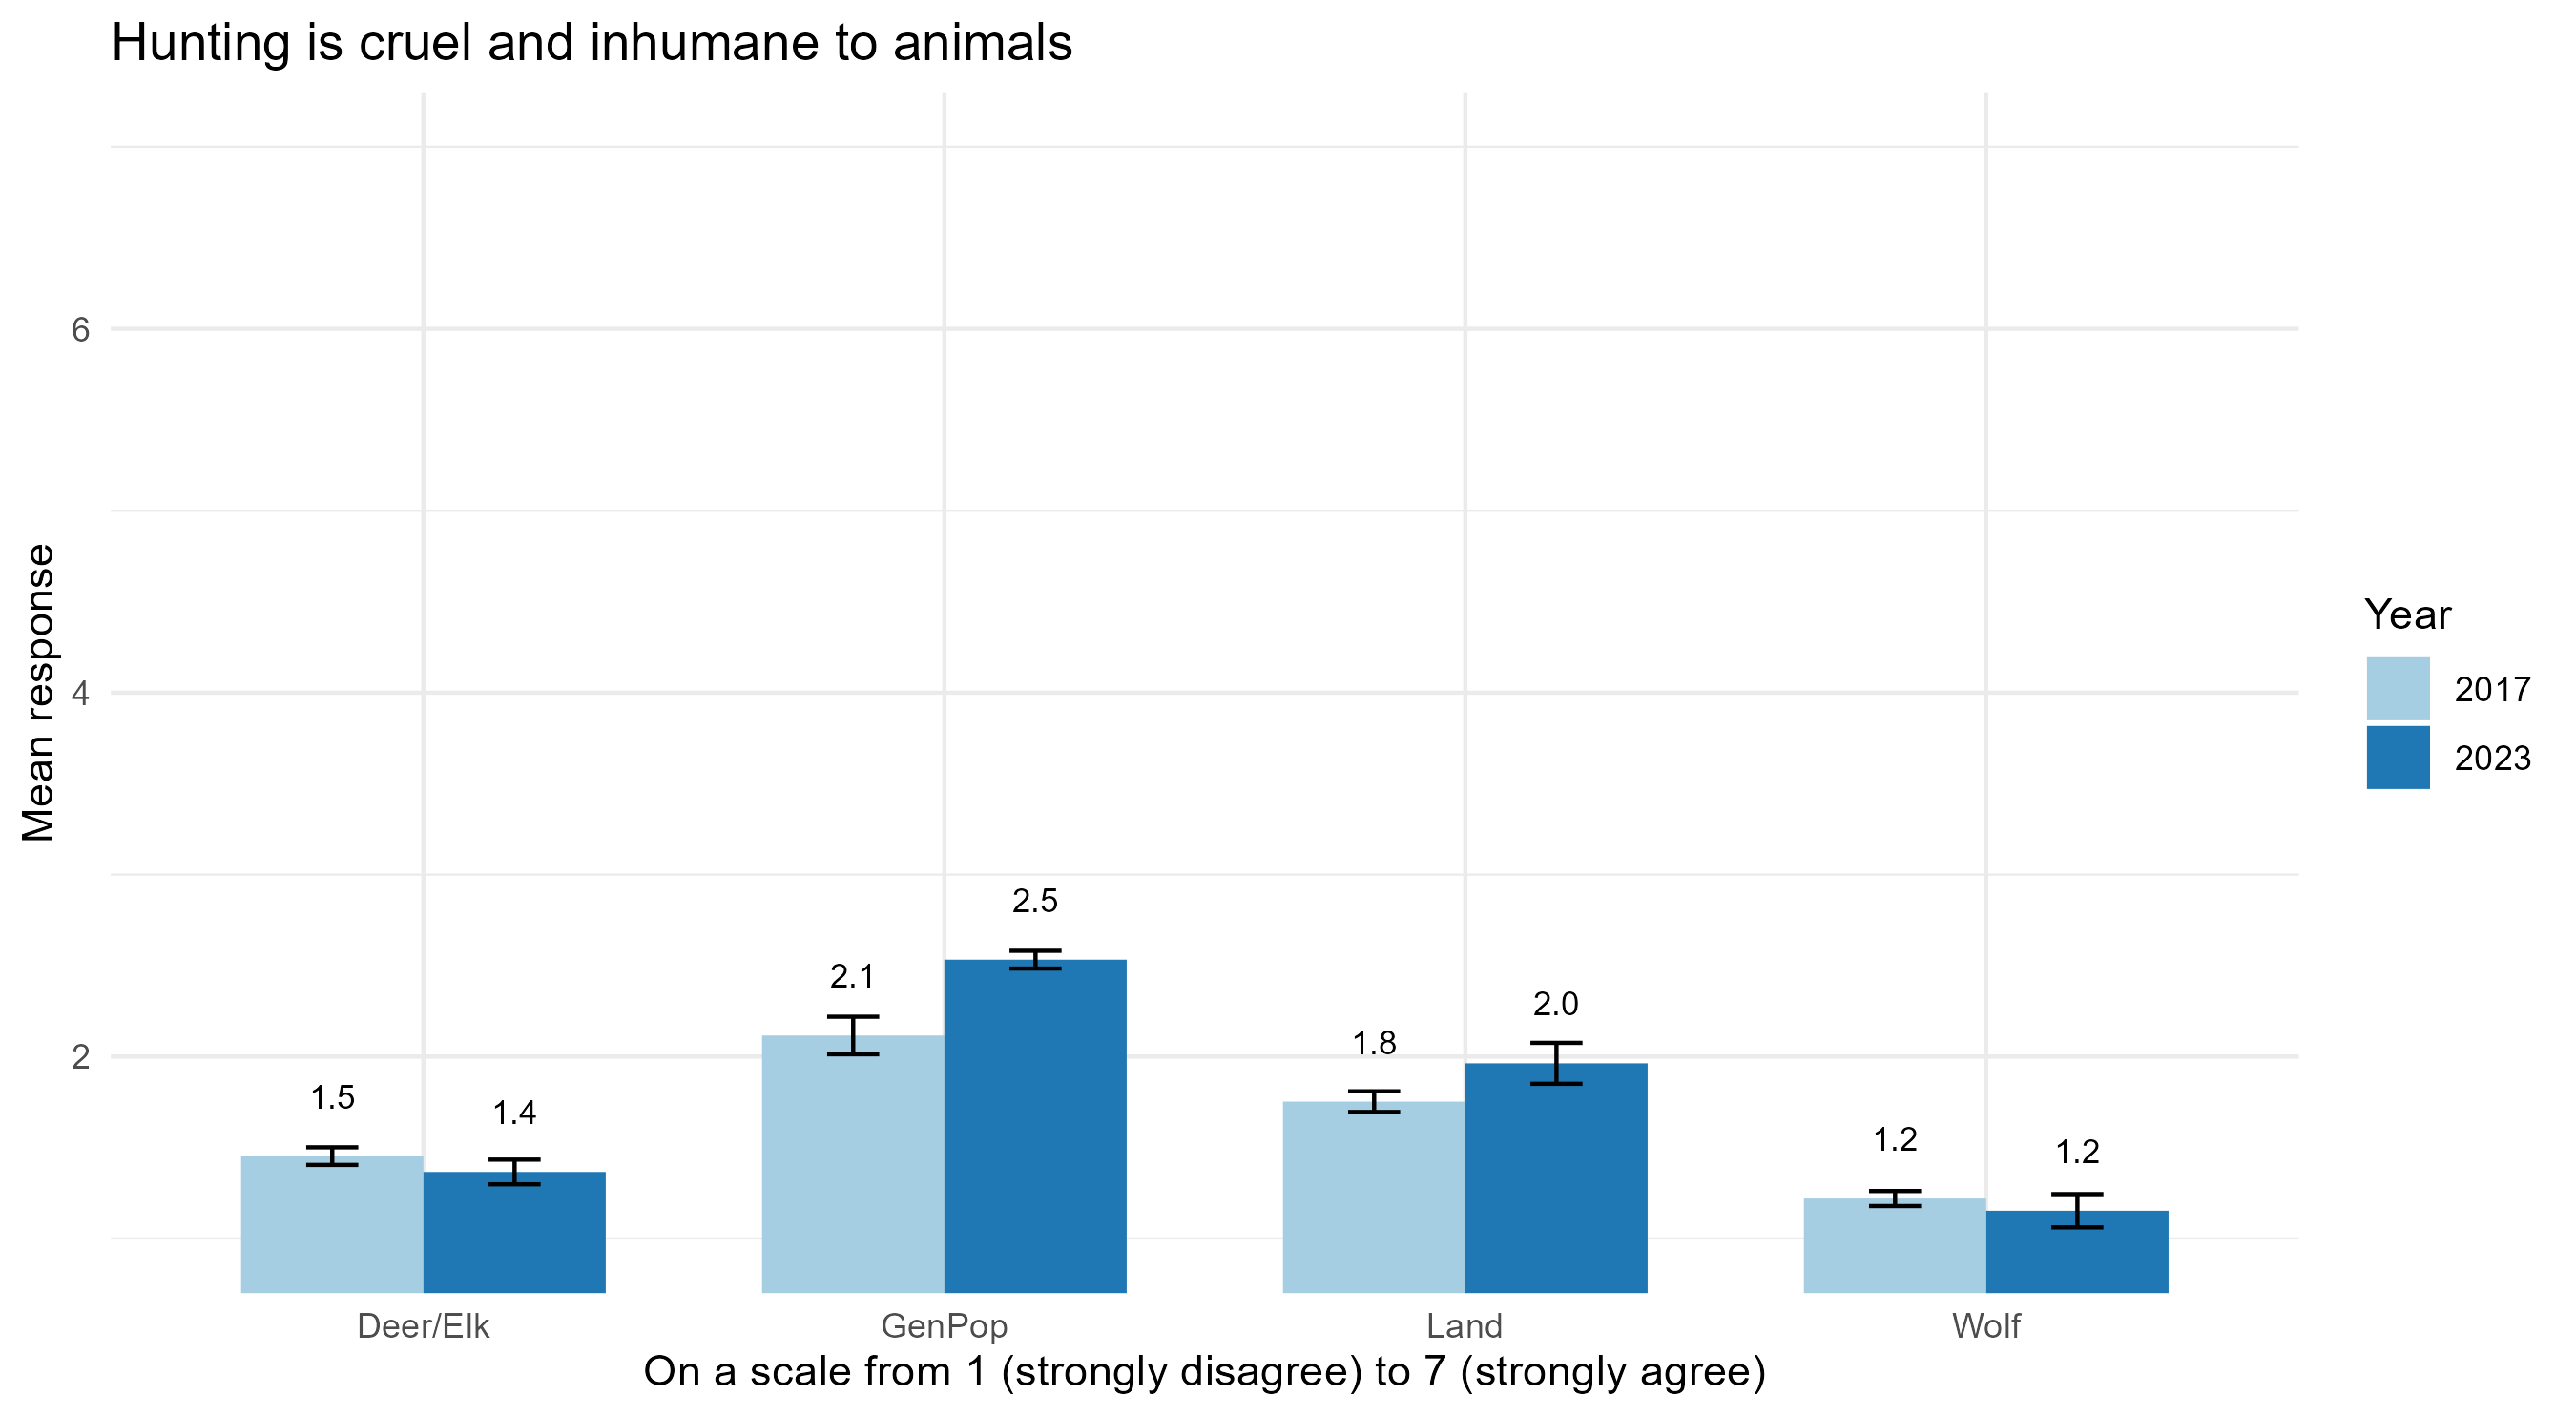 Hunting is cruel and inhumane to animals
Mean response
6
4
2
1.5
1.4
2.1
2.5
1.8
2.0
1.2
1.2
Deer/Elk
GenPop
Land
Wolf
On a scale from 1 (strongly disagree) to 7 (strongly agree)
Year
2017
2023